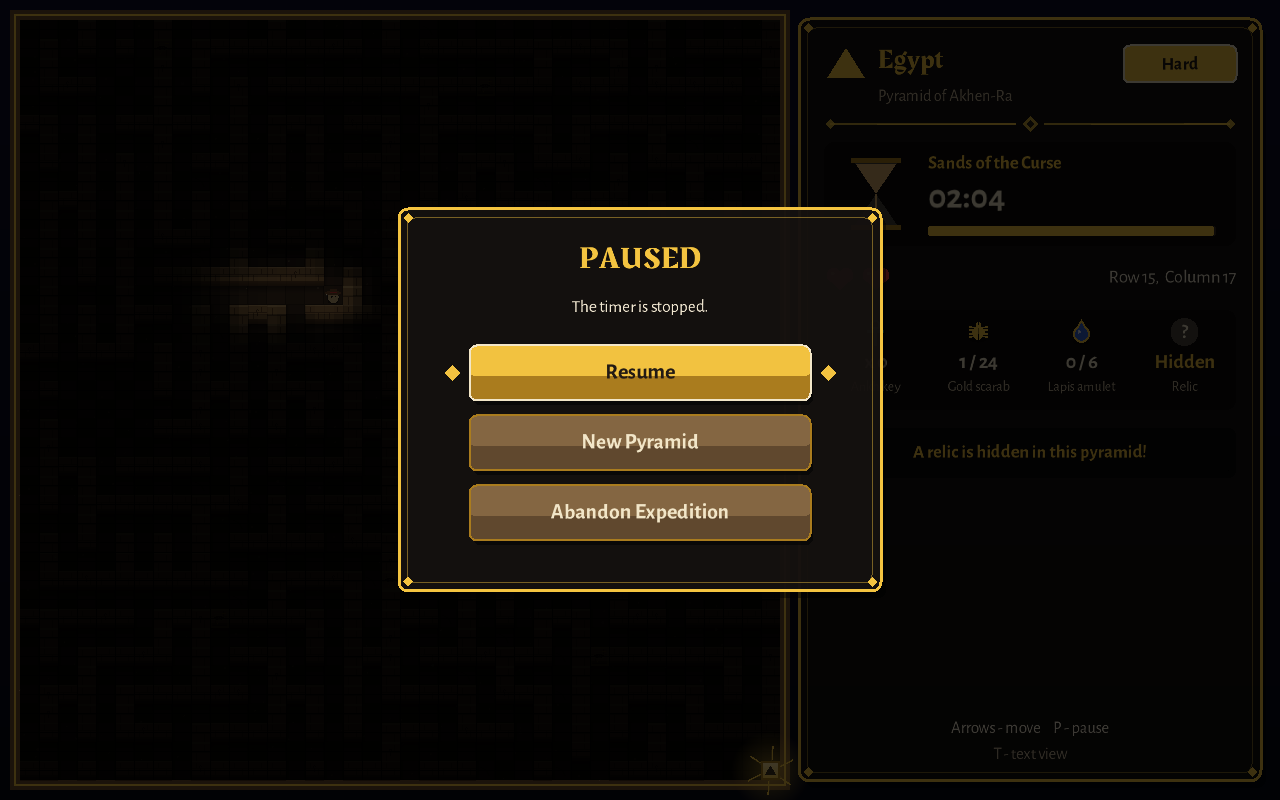 Egypt
Hard
Pyramid of Akhen-Ra
Sands of the Curse
02:04
PAUSED
The timer is stopped.
Row 15, Column 17
?
1 / 24
0 / 6
Hidden
key
Gold scarab
Lapis amulet
Relic
Resume
New Pyramid
A relic is hidden in this pyramid!
Abandon Expedition
Arrows - move P - pause
T - text view